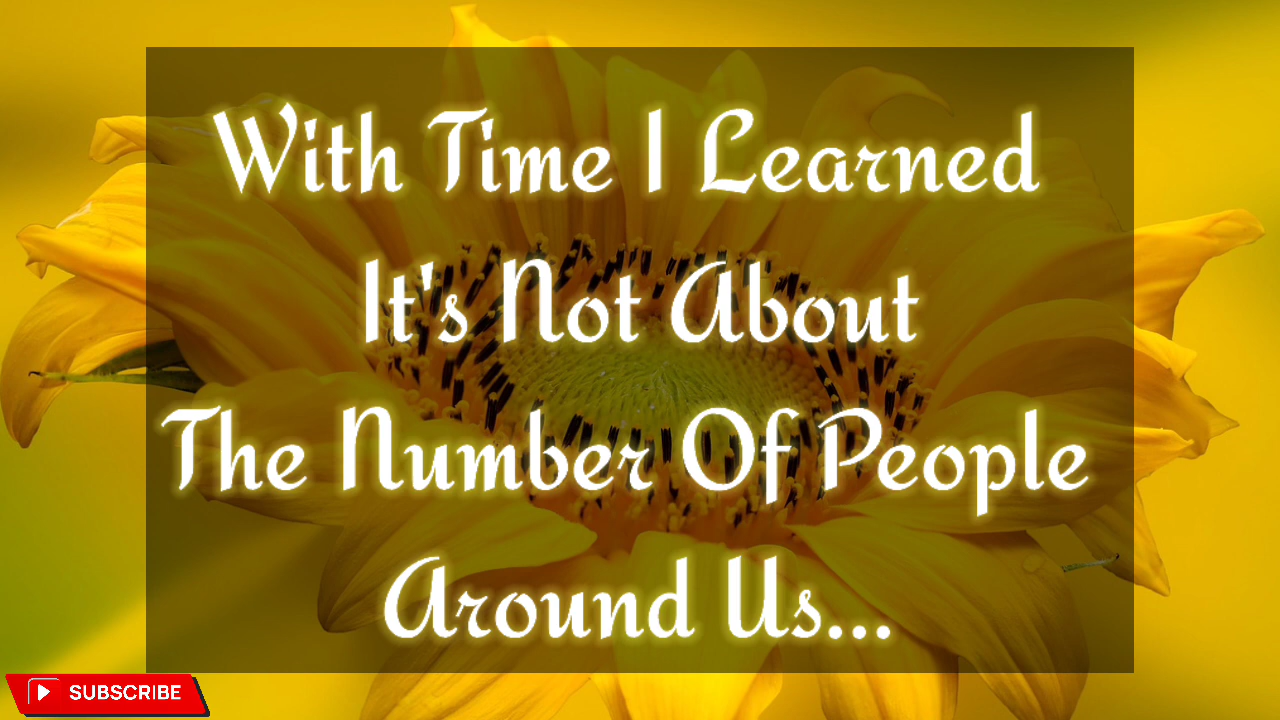 With Time I Learned
It's Not About
The Number Of People
Around Us...
SUBSCRIBE